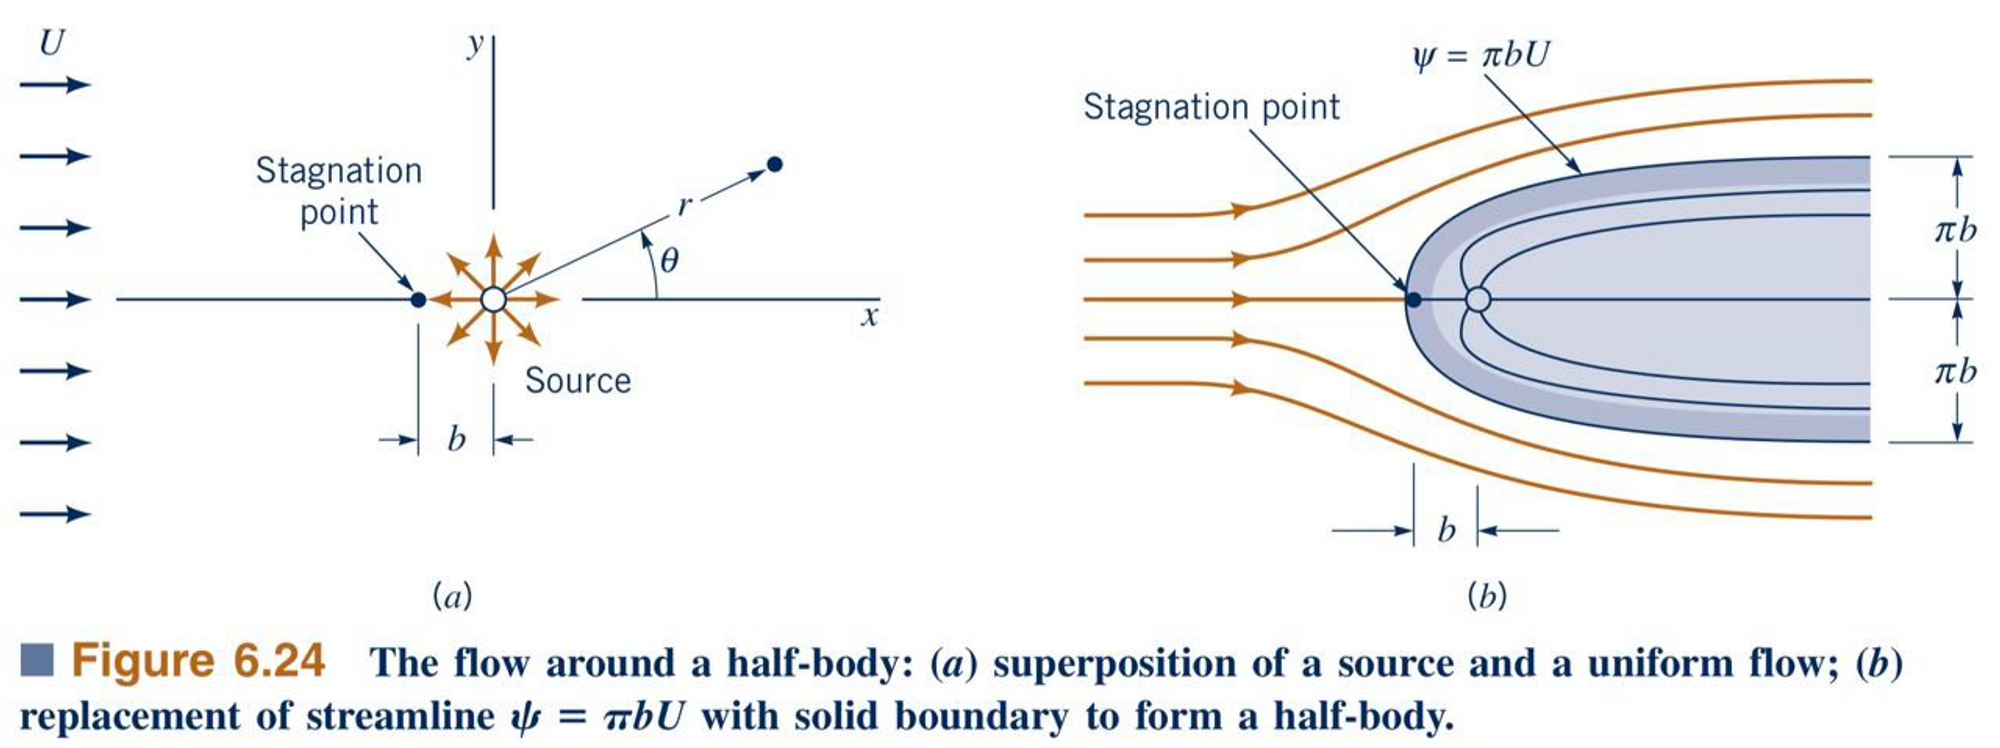 U
y
Stagnation
point
r
θ
x
Source
b
(a)
ψ = πbU
Stagnation point
πb
πb
b
(b)
■ Figure 6.24 The flow around a half-body: (a) superposition of a source and a uniform flow; (b)
replacement of streamline ψ = πbU with solid boundary to form a half-body.